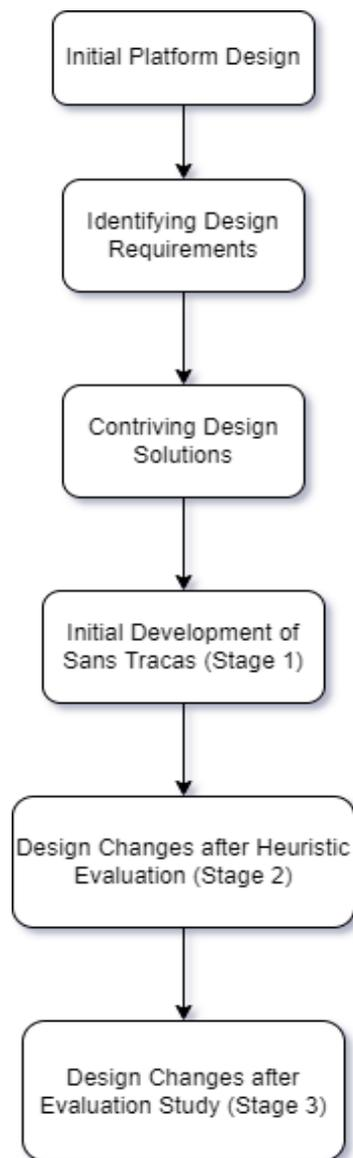 Initial Platform Design
Identifying Design
Requirements
Contriving Design
Solutions
Initial Development of
Sans Tracas (Stage 1)
Design Changes after Heuristic
Evaluation (Stage 2)
Design Changes after
Evaluation Study (Stage 3)